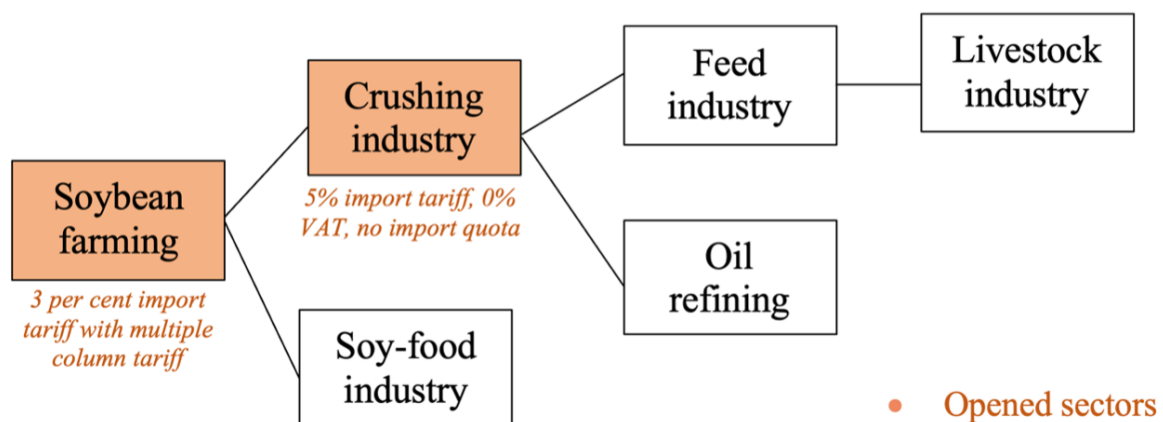 Soybean
farming
3 per cent import
tariff with multiple
column tariff
Crushing
industry
5% import tariff, 0%
VAT, no import quota
Soy-food
industry
Feed
industry
Oil
refining
Livestock
industry
• Opened sectors